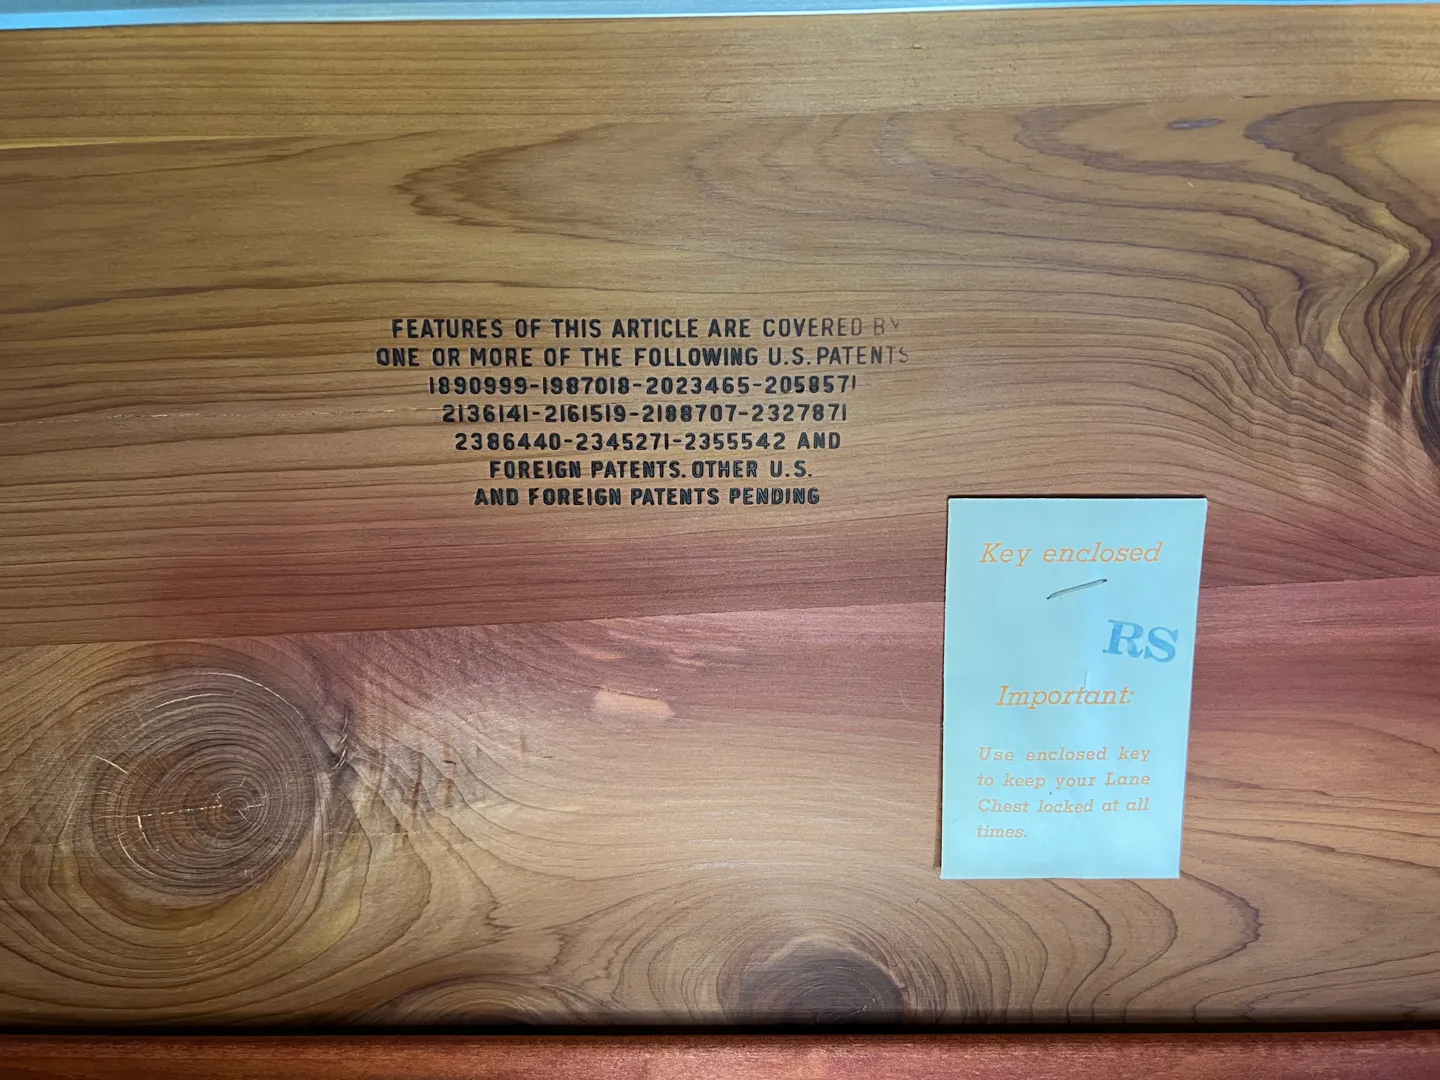 FEATURES OF THIS ARTICLE ARE COVERED BY
ONE OR MORE OF THE FOLLOWING U.S. PATENTS
1890999-1987018-2023465-2058571
2136141-2161519-2188707-2327871
2386440-2345271-2355542 AND
FOREIGN PATENTS. OTHER U.S.
AND FOREIGN PATENTS PENDING
Key enclosed
RS
Important:
Use enclosed key
to keep your Lane
Chest locked at all
times.